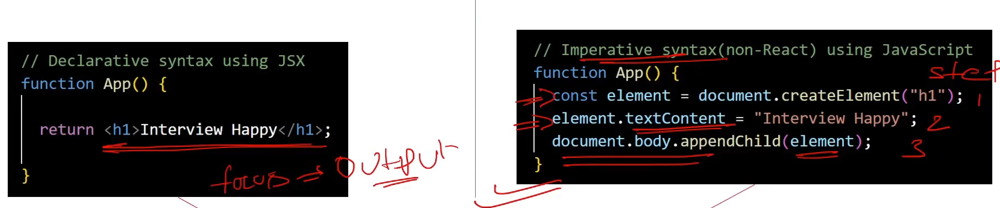 // Declarative syntax using JSX
function App() {
return <h1>Interview Happy</h1>;
}
focus => output
// Imperative syntax(non-React) using JavaScript
function App() {
step
const element = document.createElement("h1"); 1
element.textContent = "Interview Happy"; 2
document.body.appendChild(element); 3
}